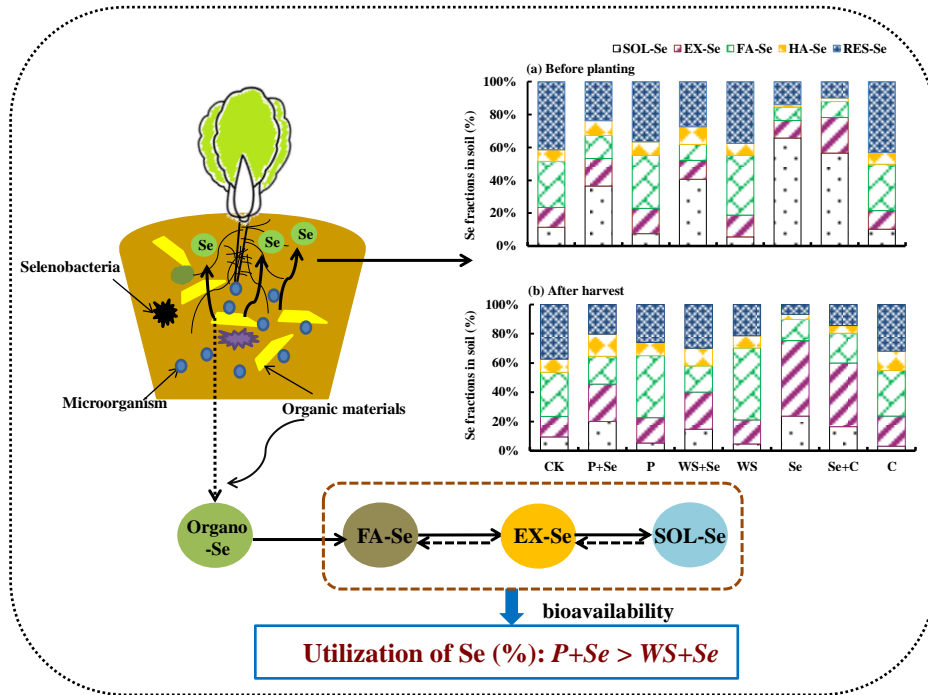 SOL-Se EX-Se FA-Se HA-Se RES-Se
(a) Before planting
Se fractions in soil (%)
100%
80%
60%
40%
20%
0%
(b) After harvest
Se fractions in soil (%)
100%
80%
60%
40%
20%
0%
CK P+Se P WS+Se WS Se Se+C C
Se
Se
Se
Selenobacteria
Microorganism
Organic materials
Organo
-Se
FA-Se
EX-Se
SOL-Se
bioavailability
Utilization of Se (%): P+Se > WS+Se